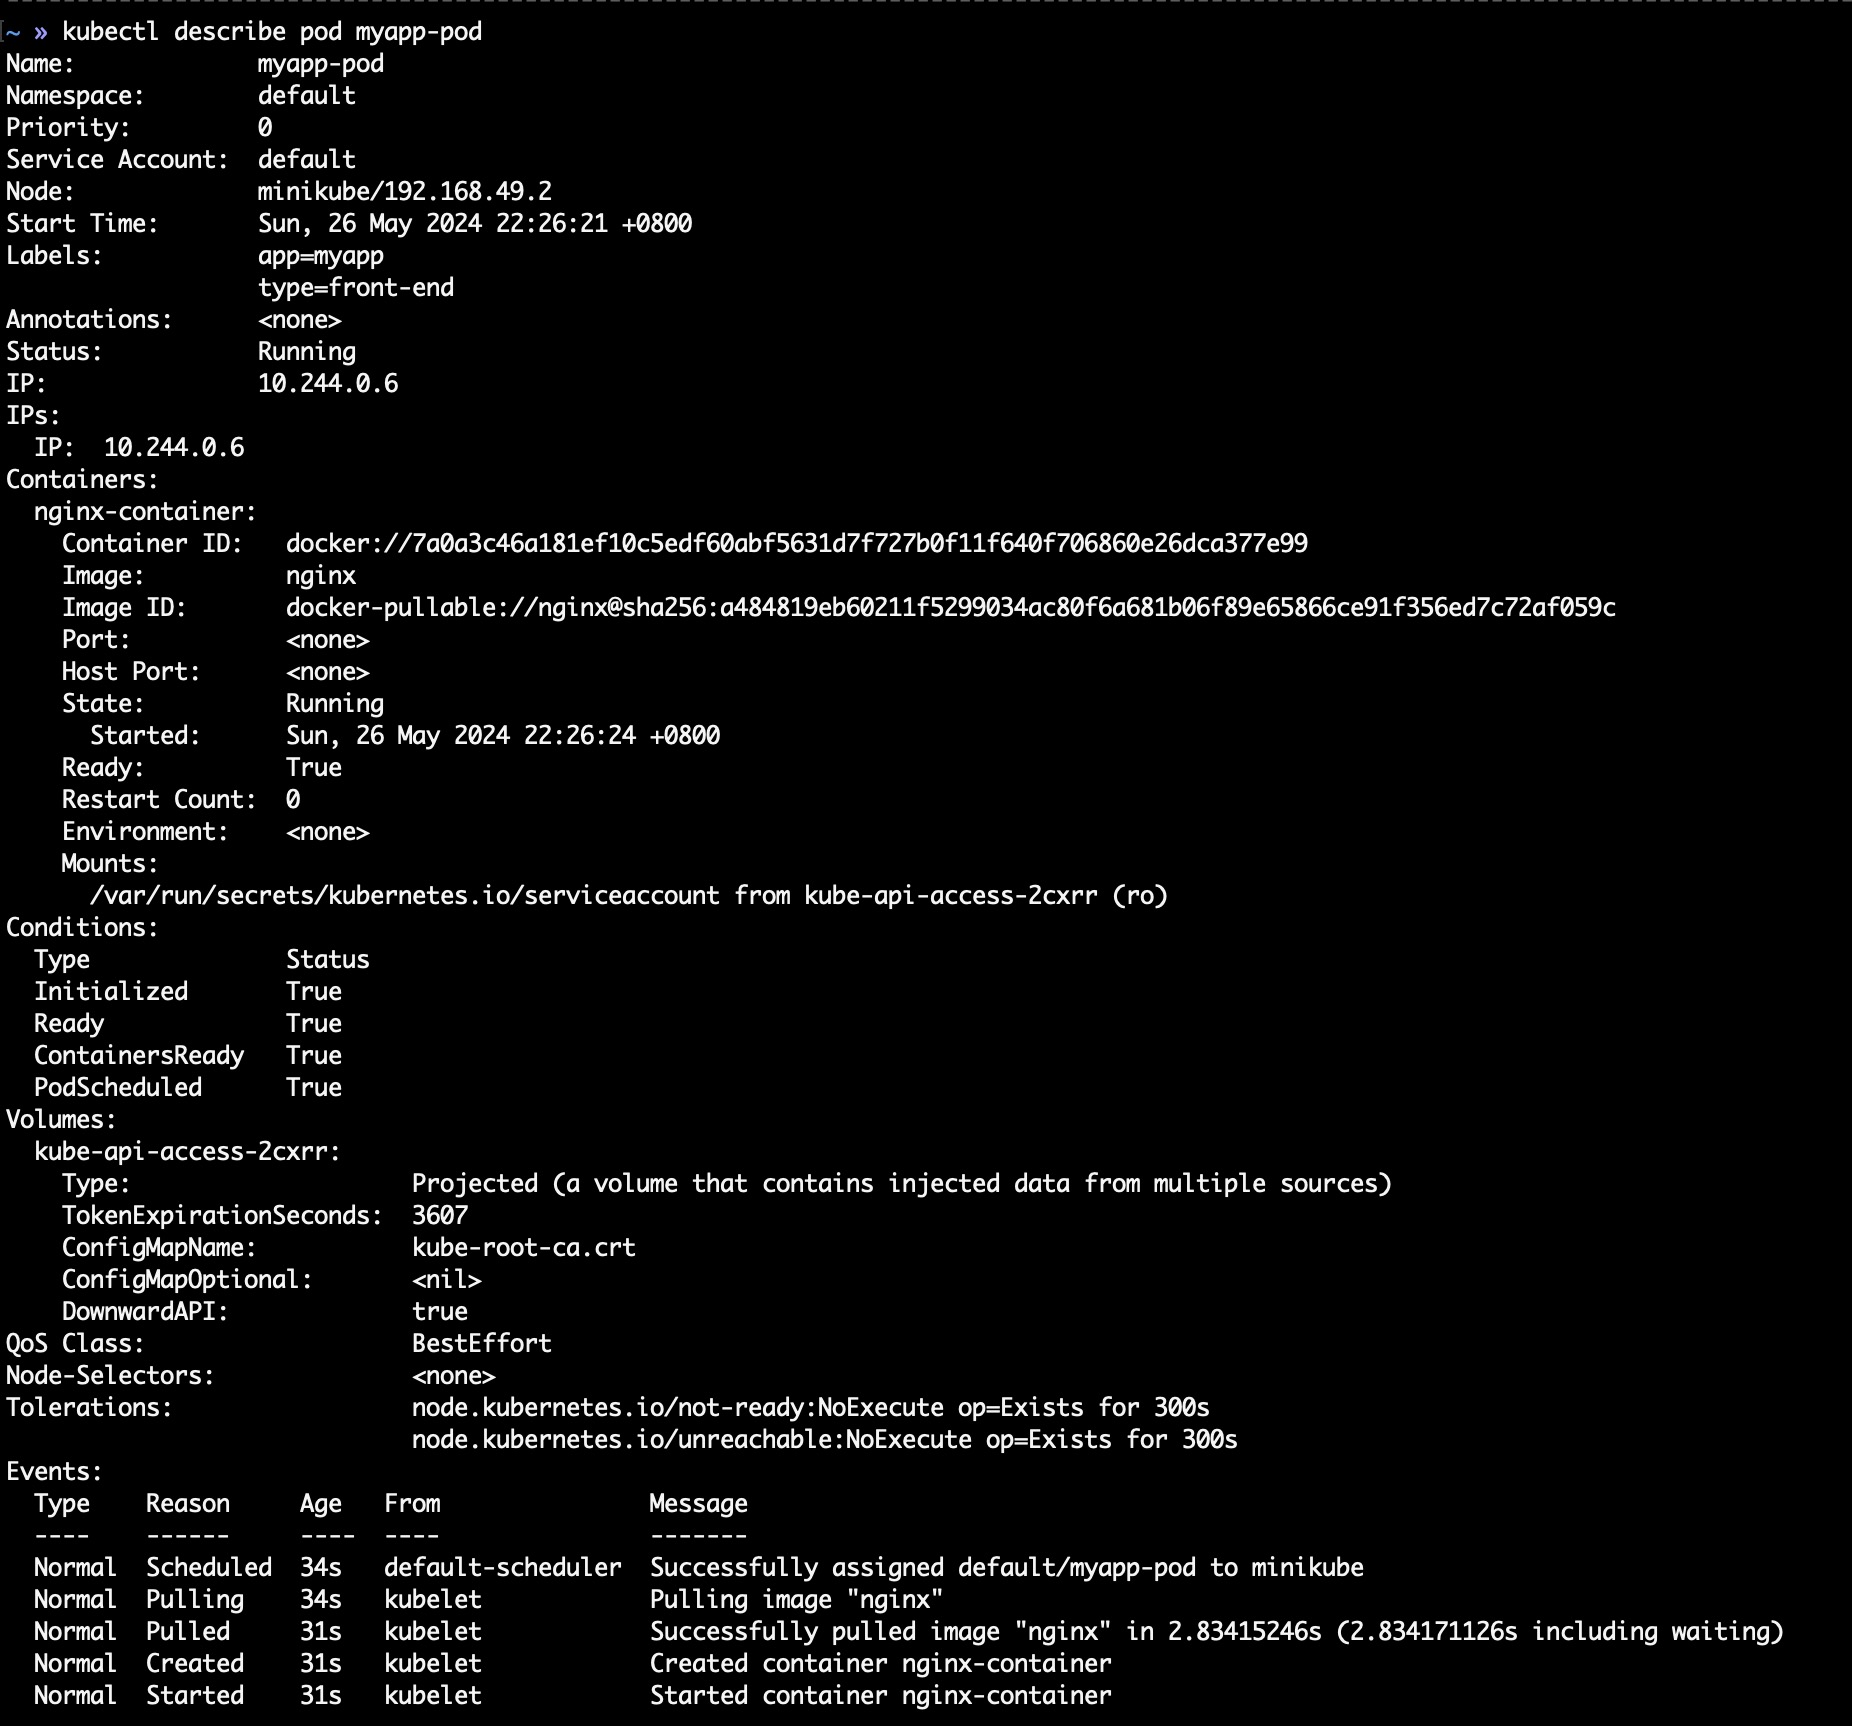 ~ » kubectl describe pod myapp-pod
Name:             myapp-pod
Namespace:        default
Priority:         0
Service Account:  default
Node:             minikube/192.168.49.2
Start Time:       Sun, 26 May 2024 22:26:21 +0800
Labels:           app=myapp
                  type=front-end
Annotations:      <none>
Status:           Running
IP:               10.244.0.6
IPs:
  IP:  10.244.0.6
Containers:
  nginx-container:
    Container ID:   docker://7a0a3c46a181ef10c5edf60abf5631d7f727b0f11f640f706860e26dca377e99
    Image:          nginx
    Image ID:       docker-pullable://nginx@sha256:a484819eb60211f5299034ac80f6a681b06f89e65866ce91f356ed7c72af059c
    Port:           <none>
    Host Port:      <none>
    State:          Running
      Started:      Sun, 26 May 2024 22:26:24 +0800
    Ready:          True
    Restart Count:  0
    Environment:    <none>
    Mounts:
      /var/run/secrets/kubernetes.io/serviceaccount from kube-api-access-2cxrr (ro)
Conditions:
  Type              Status
  Initialized       True
  Ready             True
  ContainersReady   True
  PodScheduled      True
Volumes:
  kube-api-access-2cxrr:
    Type:                    Projected (a volume that contains injected data from multiple sources)
    TokenExpirationSeconds:  3607
    ConfigMapName:           kube-root-ca.crt
    ConfigMapOptional:       <nil>
    DownwardAPI:             true
QoS Class:                   BestEffort
Node-Selectors:              <none>
Tolerations:                 node.kubernetes.io/not-ready:NoExecute op=Exists for 300s
                             node.kubernetes.io/unreachable:NoExecute op=Exists for 300s
Events:
  Type    Reason     Age   From               Message
  ----    ------     ----  ----               -------
  Normal  Scheduled  34s   default-scheduler  Successfully assigned default/myapp-pod to minikube
  Normal  Pulling    34s   kubelet            Pulling image "nginx"
  Normal  Pulled     31s   kubelet            Successfully pulled image "nginx" in 2.83415246s (2.834171126s including waiting)
  Normal  Created    31s   kubelet            Created container nginx-container
  Normal  Started    31s   kubelet            Started container nginx-container